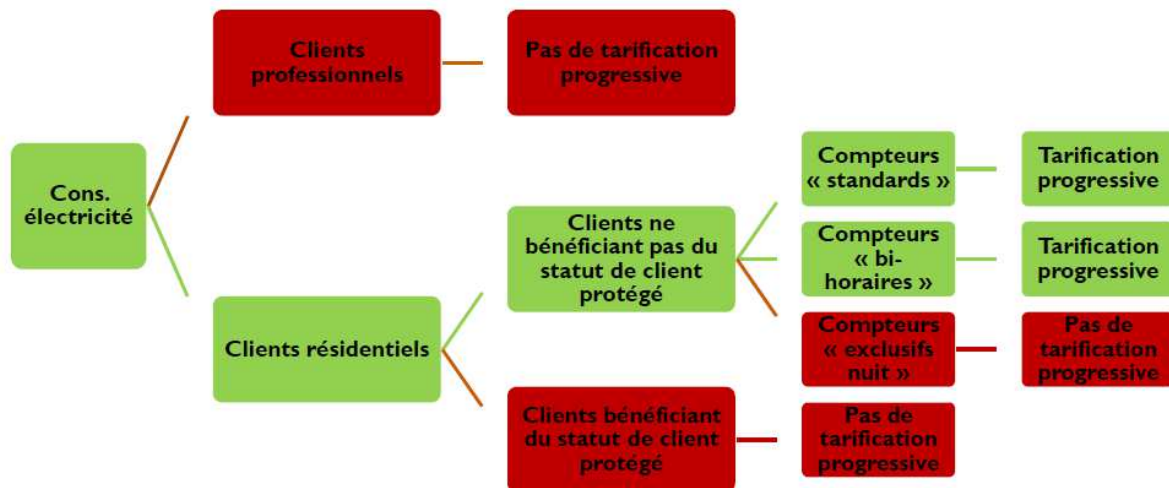 Clients
professionnels
Pas de tarification
progressive
Cons.
électricité
Clients résidentiels
Clients ne
bénéficiant pas du
statut de client
protégé
Compteurs
« standards »
Tarification
progressive
Compteurs
« bi-
horaires »
Tarification
progressive
Compteurs
« exclusifs
nuit »
Pas de
tarification
progressive
Clients bénéficiant
du statut de client
protégé
Pas de
tarification
progressive